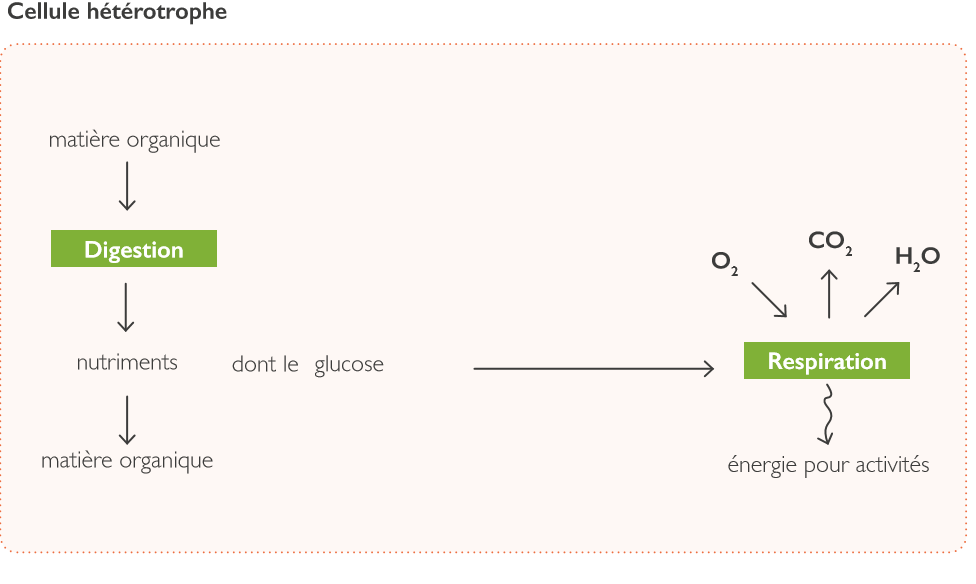 Cellule hétérotrophe
matière organique
Digestion
nutriments dont le glucose
matière organique
O₂
CO₂
H₂O
Respiration
énergie pour activités